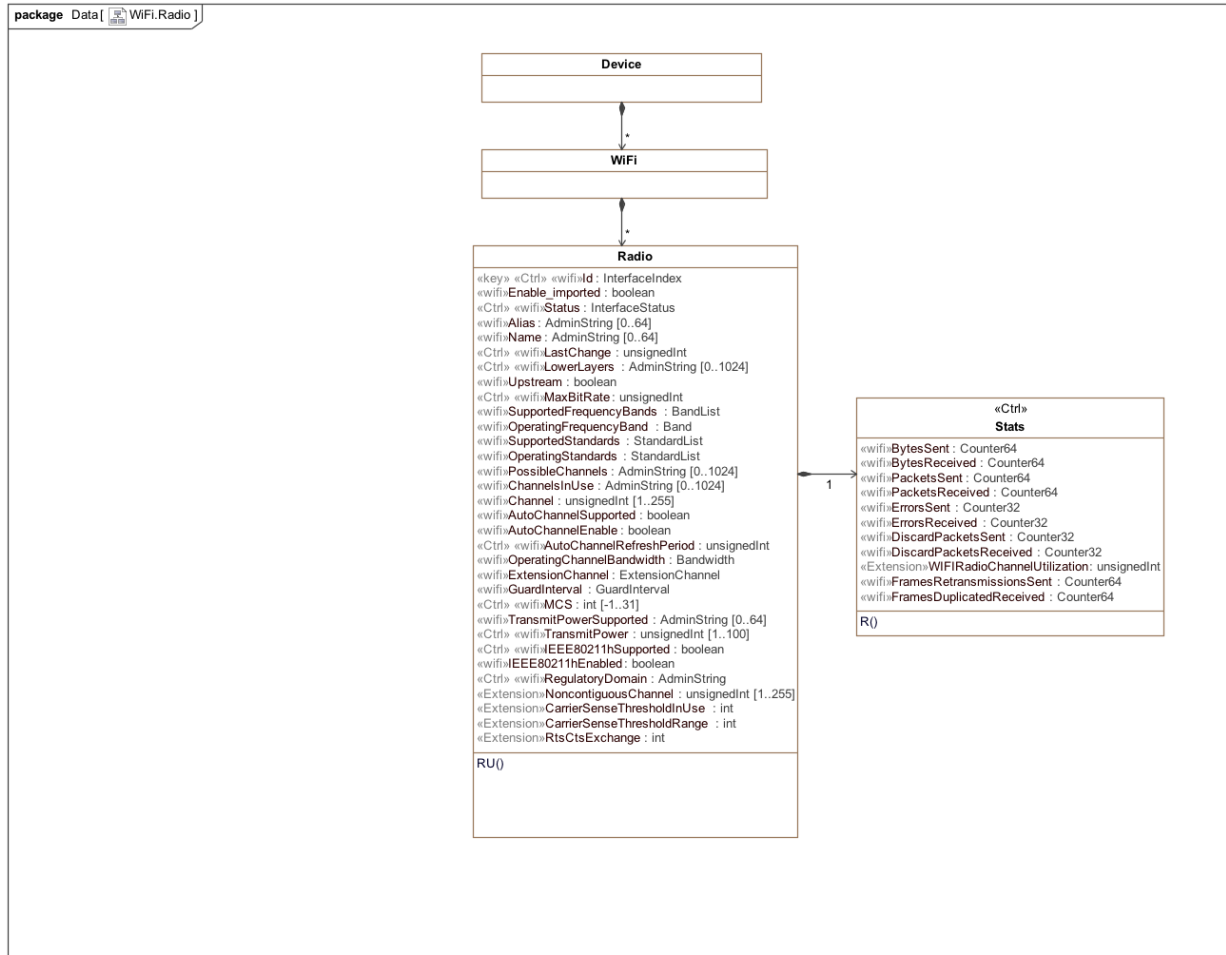 package Data[ WiFi.Radio ]
Device
*
WiFi
*
Radio
«key» «Ctrl» «wifi»Id : InterfaceIndex
«wifi»Enable_imported : boolean
«Ctrl» «wifi»Status : InterfaceStatus
«wifi»Alias : AdminString [0..64]
«wifi»Name : AdminString [0..64]
«Ctrl» «wifi»LastChange : unsignedInt
«Ctrl» «wifi»LowerLayers : AdminString [0..1024]
«wifi»Upstream : boolean
«Ctrl» «wifi»MaxBitRate : unsignedInt
«wifi»SupportedFrequencyBands : BandList
«wifi»OperatingFrequencyBand : Band
«wifi»SupportedStandards : StandardList
«wifi»OperatingStandards : StandardList
«wifi»PossibleChannels : AdminString [0..1024]
«wifi»ChannelsInUse : AdminString [0..1024]
«wifi»Channel : unsignedInt [1..255]
«wifi»AutoChannelSupported : boolean
«wifi»AutoChannelEnable : boolean
«Ctrl» «wifi»AutoChannelRefreshPeriod : unsignedInt
«wifi»OperatingChannelBandwidth : Bandwidth
«wifi»ExtensionChannel : ExtensionChannel
«wifi»GuardInterval : GuardInterval
«Ctrl» «wifi»MCS : int [-1..31]
«wifi»TransmitPowerSupported : AdminString [0..64]
«Ctrl» «wifi»TransmitPower : unsignedInt [1..100]
«Ctrl» «wifi»IEEE80211hSupported : boolean
«wifi»IEEE80211hEnabled : boolean
«Ctrl» «wifi»RegulatoryDomain : AdminString
«Extension»NoncontiguousChannel : unsignedInt [1..255]
«Extension»CarrierSenseThresholdInUse : int
«Extension»CarrierSenseThresholdRange : int
«Extension»RtsCtsExchange : int
RU()
1
«Ctrl»
Stats
«wifi»BytesSent : Counter64
«wifi»BytesReceived : Counter64
«wifi»PacketsSent : Counter64
«wifi»PacketsReceived : Counter64
«wifi»ErrorsSent : Counter32
«wifi»ErrorsReceived : Counter32
«wifi»DiscardPacketsSent : Counter32
«wifi»DiscardPacketsReceived : Counter32
«Extension»WIFIRadioChannelUtilization : unsignedInt
«wifi»FramesRetransmissionsSent : Counter64
«wifi»FramesDuplicatedReceived : Counter64
R()